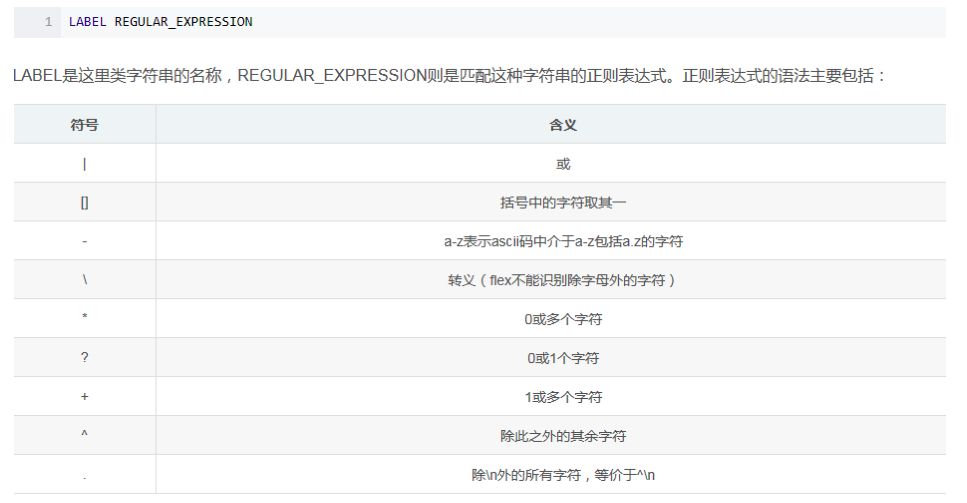 1 LABEL REGULAR_EXPRESSION
LABEL是这里类字符串的名称，REGULAR_EXPRESSION则是匹配这种字符串的正则表达式。正则表达式的语法主要包括：
符号 含义
| 或
[] 括号中的字符取其一
- a-z表示ascii码中介于a-z包括a.z的字符
\ 转义（flex不能识别除字母外的字符）
* 0或多个字符
? 0或1个字符
+ 1或多个字符
^ 除此之外的其余字符
. 除\n外的所有字符，等价于^\n